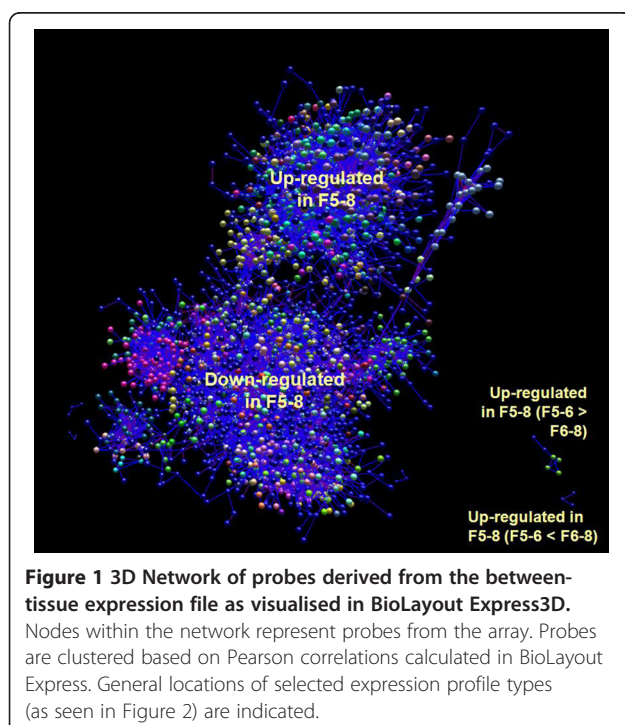 Up-regulated
in F5-8
Down-regulated
in F5-8
Up-regulated
in F5-8 (F5-6 >
F6-8)
Up-regulated in
F5-8 (F5-6 < F6-8)
Figure 1 3D Network of probes derived from the between-
tissue expression file as visualised in BioLayout Express3D.
Nodes within the network represent probes from the array. Probes
are clustered based on Pearson correlations calculated in BioLayout
Express. General locations of selected expression profile types
(as seen in Figure 2) are indicated.